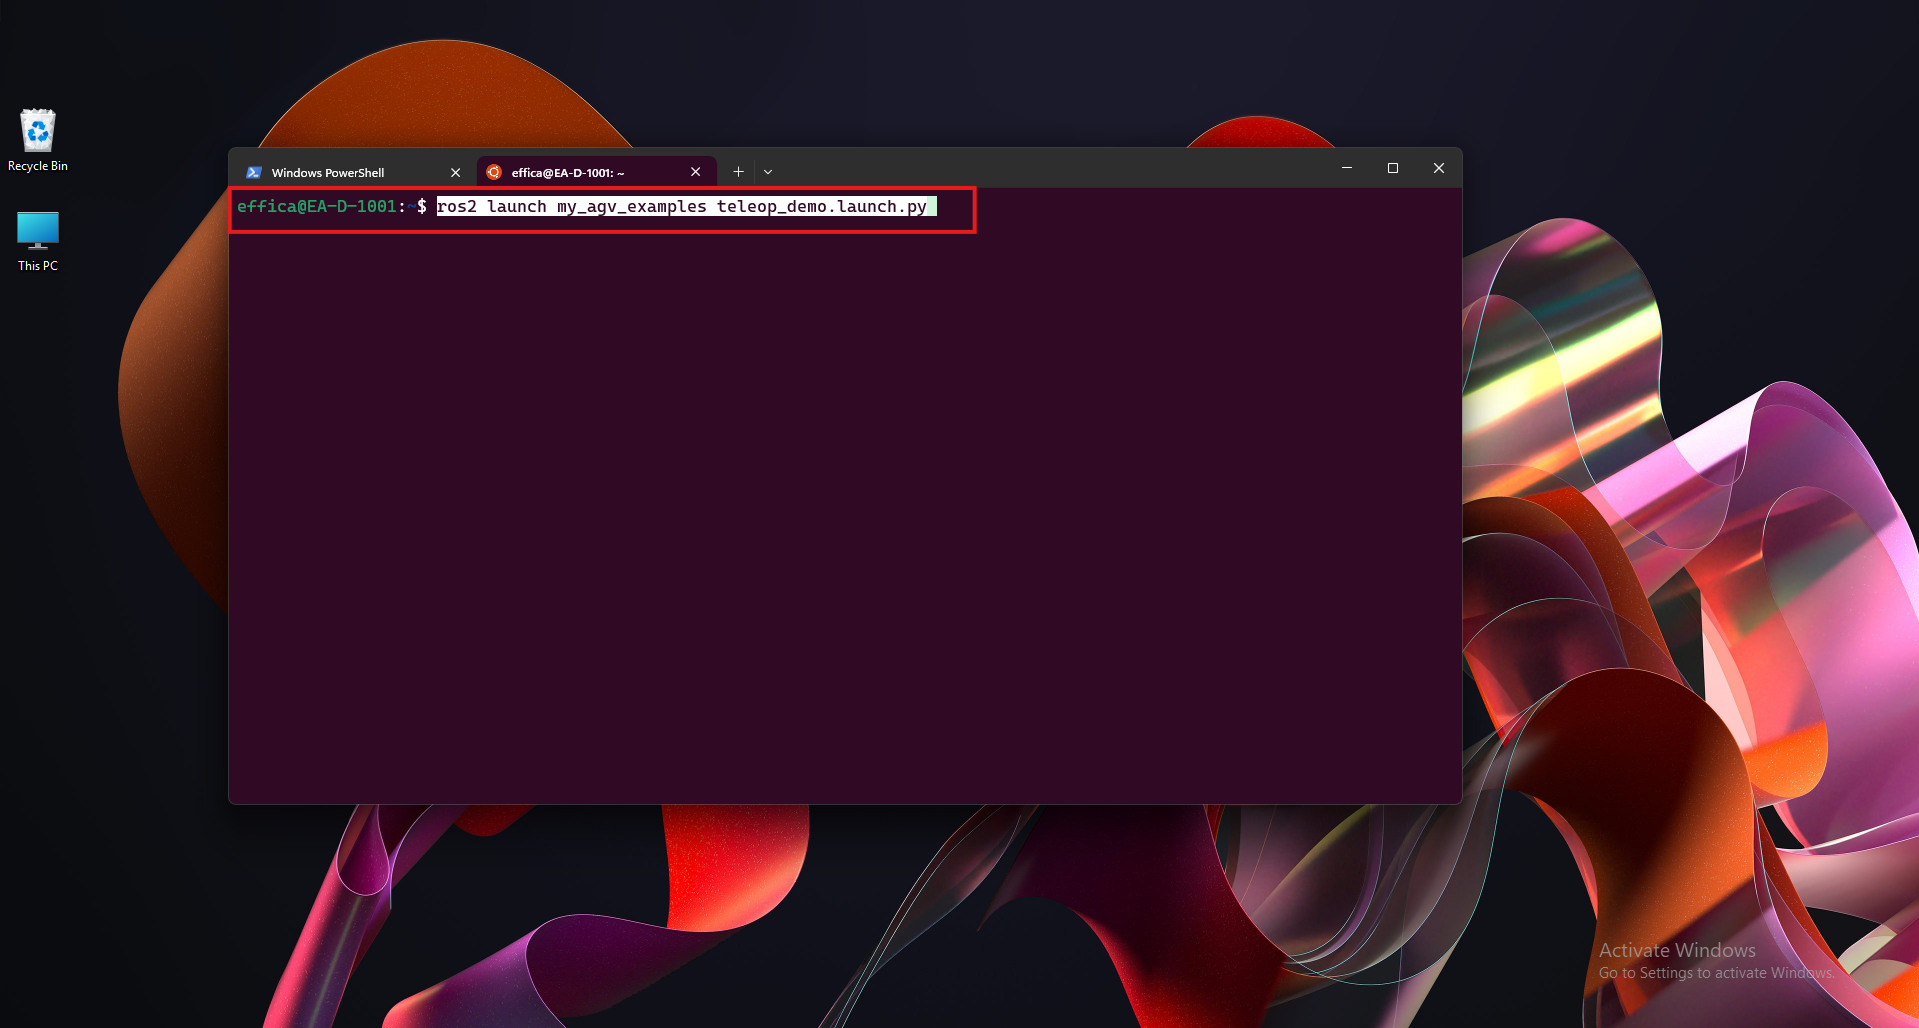 Recycle Bin
This PC
Windows PowerShell
effica@EA-D-1001: ~
effica@EA-D-1001:~$ ros2 launch my_agv_examples teleop_demo.launch.py
Activate Windows
Go to Settings to activate Windows.